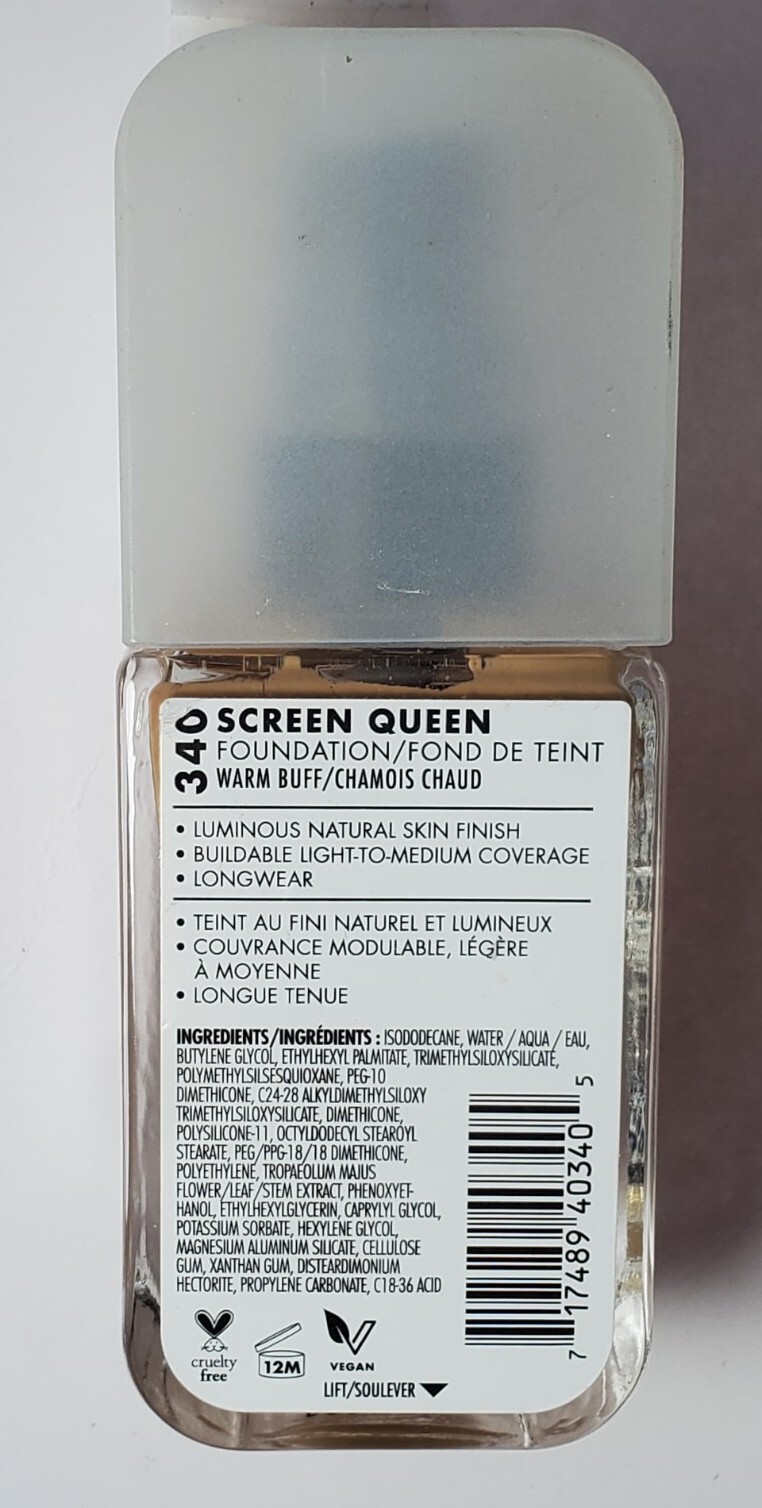 340 SCREEN QUEEN
FOUNDATION/FOND DE TEINT
WARM BUFF/CHAMOIS CHAUD
• LUMINOUS NATURAL SKIN FINISH
• BUILDABLE LIGHT-TO-MEDIUM COVERAGE
• LONGWEAR
• TEINT AU FINI NATUREL ET LUMINEUX
• COUVRANCE MODULABLE, LÉGÈRE
À MOYENNE
• LONGUE TENUE
INGREDIENTS/INGRÉDIENTS : ISODODECANE, WATER / AQUA / EAU,
BUTYLENE GLYCOL, ETHYLHEXYL PALMITATE, TRIMETHYLSILOXYSILICATE,
POLYMETHYLSILSESQUIOXANE, PEG-10
DIMETHICONE, C24-28 ALKYLDIMETHYLSILOXY
TRIMETHYLSILOXYSILICATE, DIMETHICONE,
POLYSILICONE-11, OCTYLDODECYL STEAROYL
STEARATE, PEG/PPG-18/18 DIMETHICONE,
POLYETHYLENE, TROPAEOLUM MAJUS
FLOWER/LEAF/STEM EXTRACT, PHENOXYET-
HANOL, ETHYLHEXYLGLYCERIN, CAPRYLYL GLYCOL,
POTASSIUM SORBATE, HEXYLENE GLYCOL,
MAGNESIUM ALUMINUM SILICATE, CELLULOSE
GUM, XANTHAN GUM, DISTEARDIMONIUM
HECTORITE, PROPYLENE CARBONATE, C18-36 ACID
7 17489 40340 5
cruelty
free
12M
VEGAN
LIFT/SOULEVER